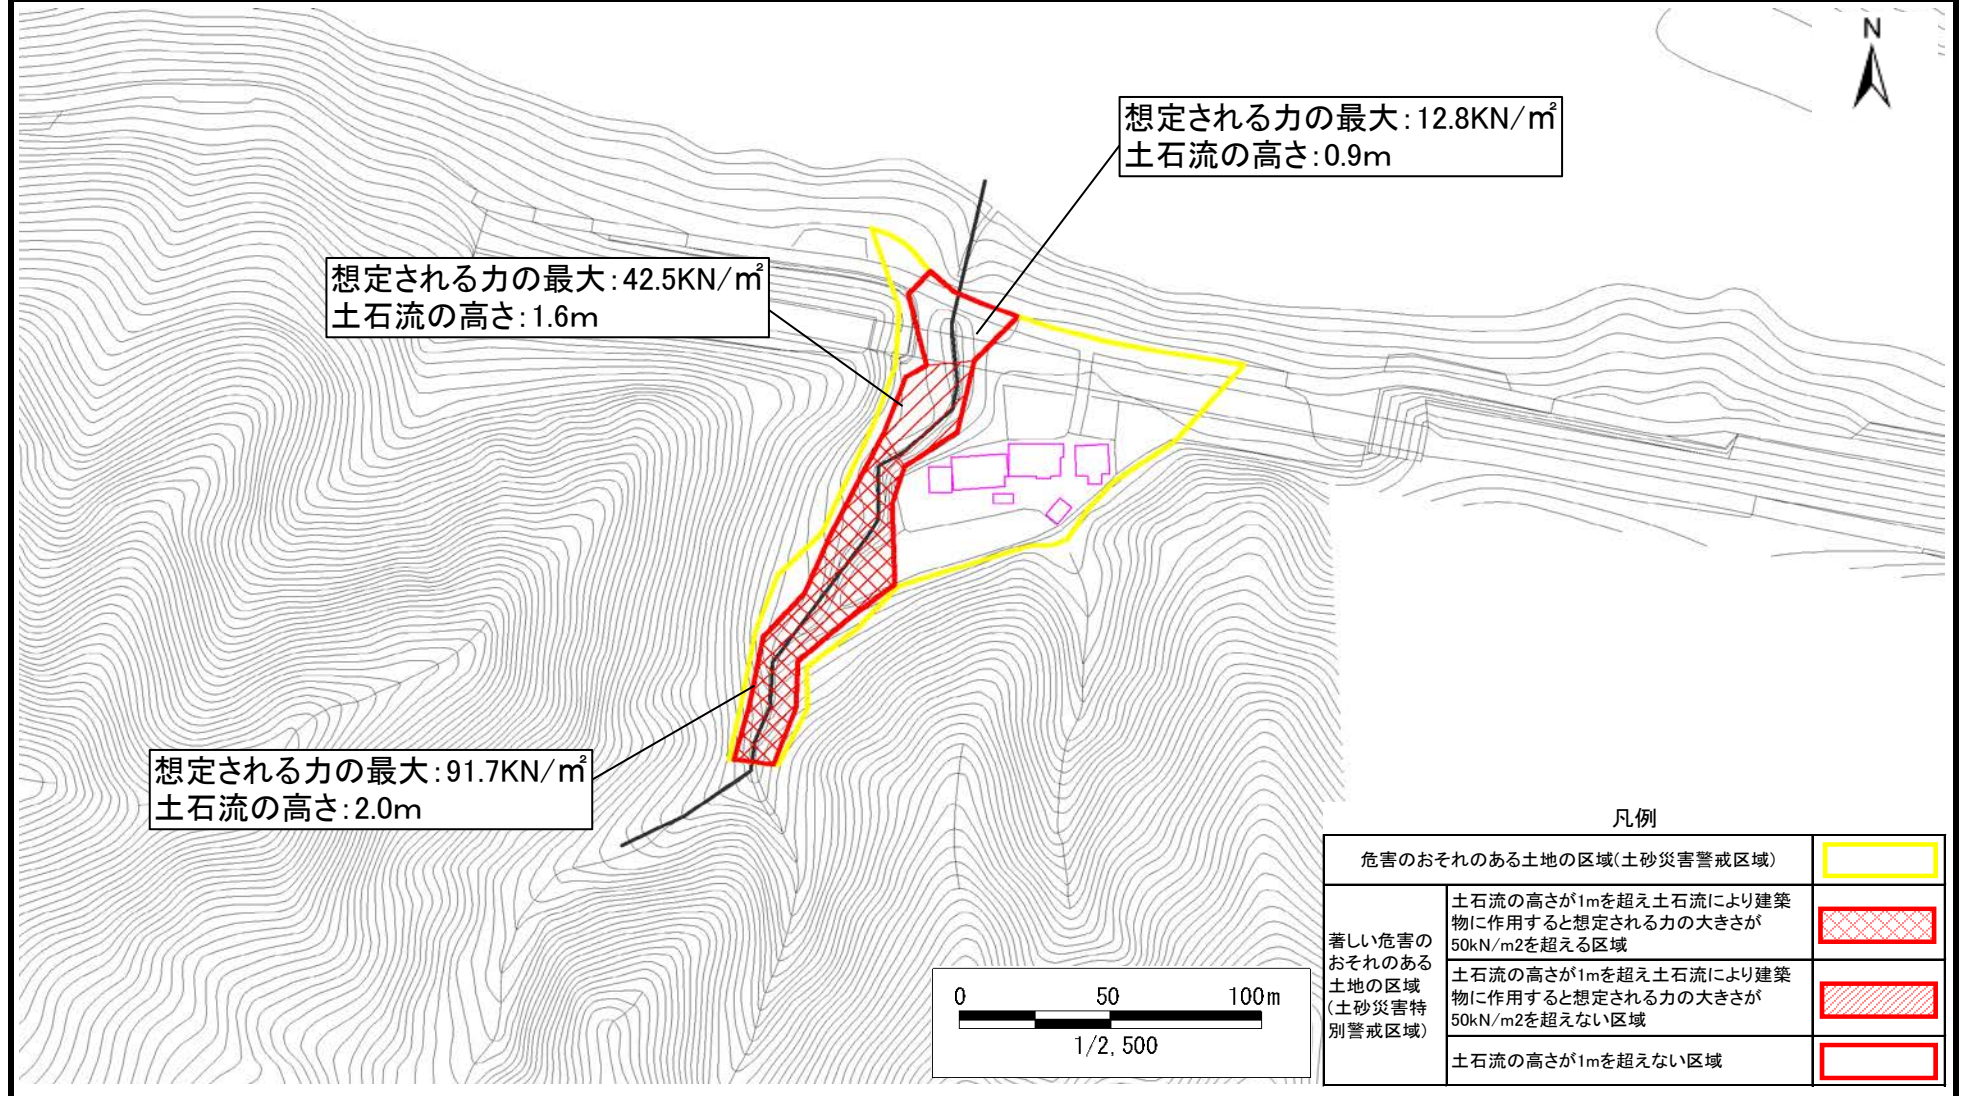 N
想定される力の最大:12.8KN/㎡
土石流の高さ:0.9m
想定される力の最大:42.5KN/㎡
土石流の高さ:1.6m
想定される力の最大:91.7KN/㎡
土石流の高さ:2.0m
凡例
危害のおそれのある土地の区域(土砂災害警戒区域)
著しい危害の
おそれのある
土地の区域
(土砂災害特
別警戒区域)
土石流の高さが1mを超え土石流により建築
物に作用すると想定される力の大きさが
50kN/m2を超える区域
土石流の高さが1mを超え土石流により建築
物に作用すると想定される力の大きさが
50kN/m2を超えない区域
土石流の高さが1mを超えない区域
0 50 100m
1/2,500